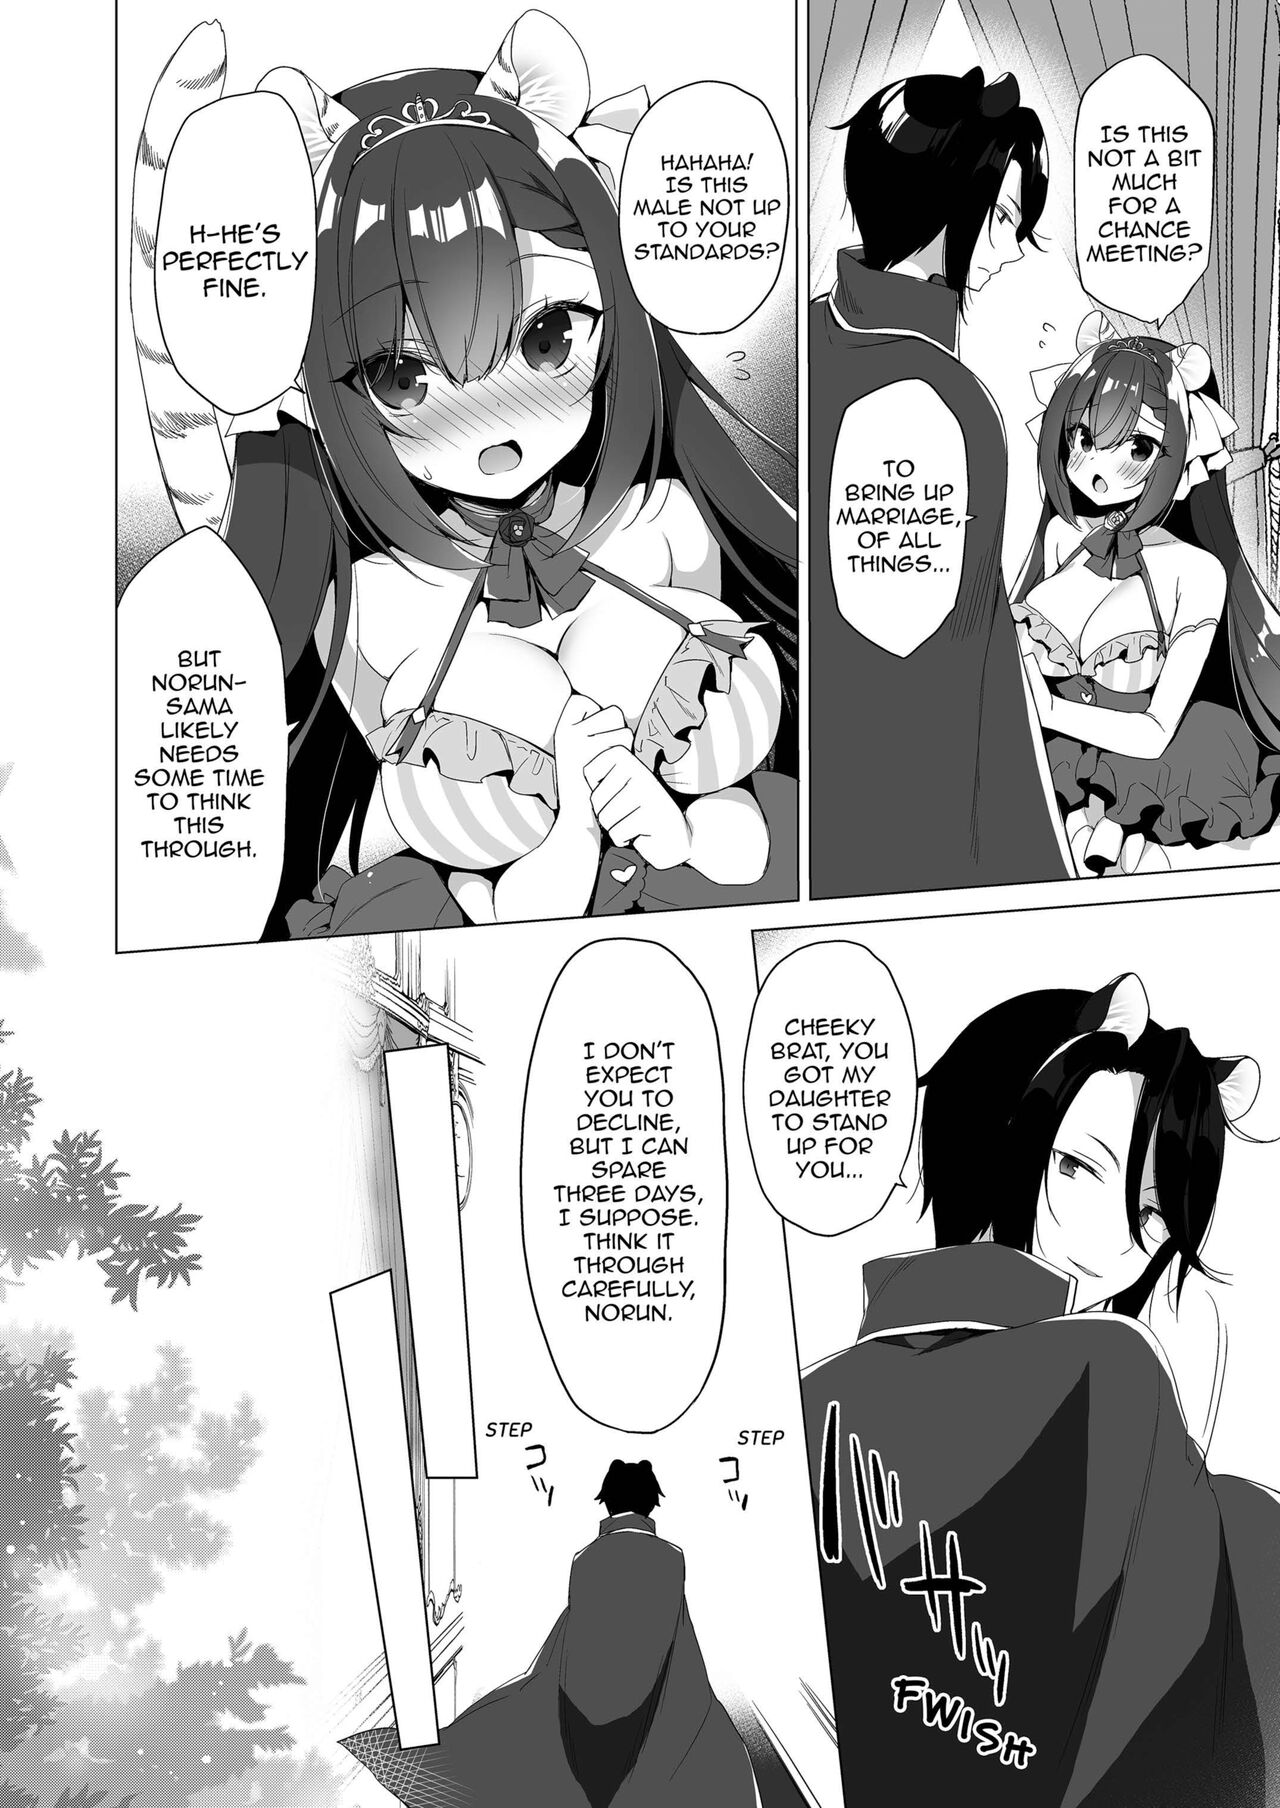 IS THIS
NOT A BIT
MUCH
FOR A
CHANCE
MEETING?
TO
BRING UP
MARRIAGE,
OF ALL
THINGS...
HAHAHA!
IS THIS
MALE NOT UP
TO YOUR
STANDARDS?
H-HE'S
PERFECTLY
FINE.
BUT
NORUN-
SAMA
LIKELY
NEEDS
SOME TIME
TO THINK
THIS
THROUGH.
CHEEKY
BRAT, YOU
GOT MY
DAUGHTER
TO STAND
UP FOR
YOU...
バサッ
FWISH
I DON'T
EXPECT
YOU TO
DECLINE,
BUT I CAN
SPARE
THREE DAYS,
I SUPPOSE.
THINK IT
THROUGH
CAREFULLY,
NORUN.
STEP
コツ
STEP
コツ